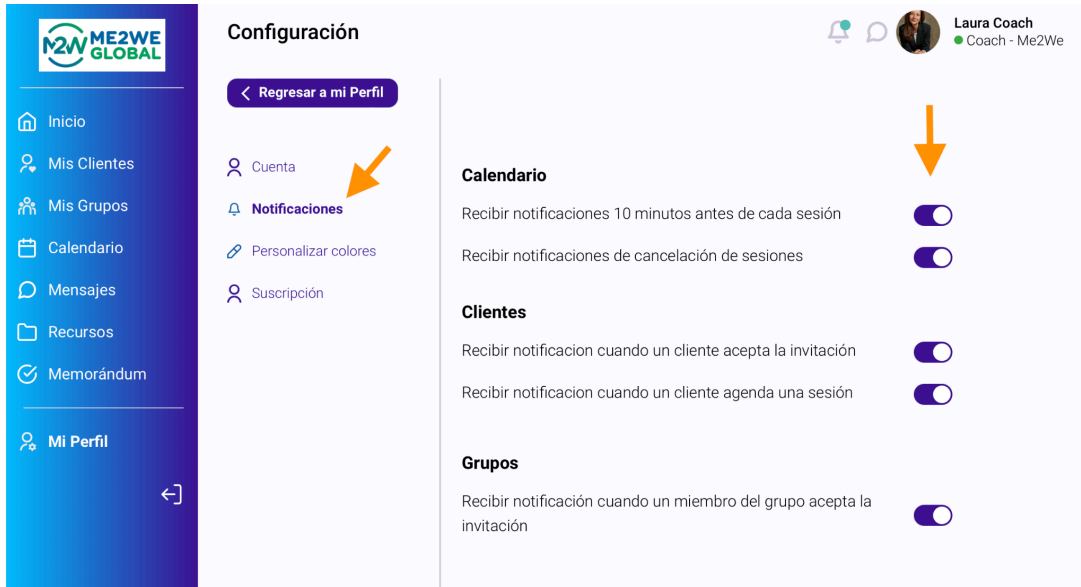 M2W ME2WE
GLOBAL
Inicio
Mis Clientes
Mis Grupos
Calendario
Mensajes
Recursos
Memorándum
Mi Perfil
Configuración
Laura Coach
Coach - Me2We
Regresar a mi Perfil
Cuenta
Notificaciones
Personalizar colores
Suscripción
Calendario
Recibir notificaciones 10 minutos antes de cada sesión
Recibir notificaciones de cancelación de sesiones
Clientes
Recibir notificacion cuando un cliente acepta la invitación
Recibir notificacion cuando un cliente agenda una sesión
Grupos
Recibir notificación cuando un miembro del grupo acepta la
invitación